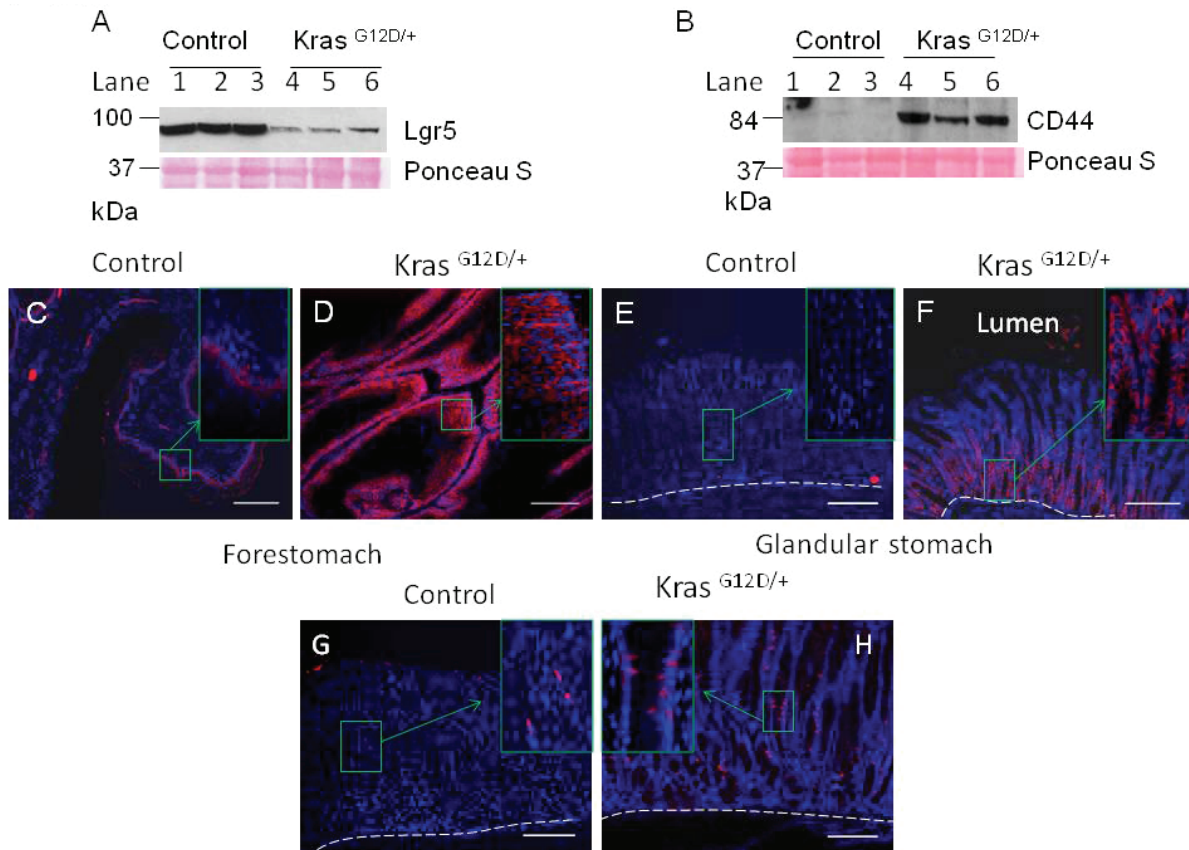 A
Control Kras G12D/+
Lane 1 2 3 4 5 6
100
Lgr5
37
Ponceau S
kDa
B
Control Kras G12D/+
Lane 1 2 3 4 5 6
84
CD44
37
Ponceau S
kDa
Control Kras G12D/+ Control Kras G12D/+
C D E F
Lumen
Forestomach Glandular stomach
Control Kras G12D/+
G H